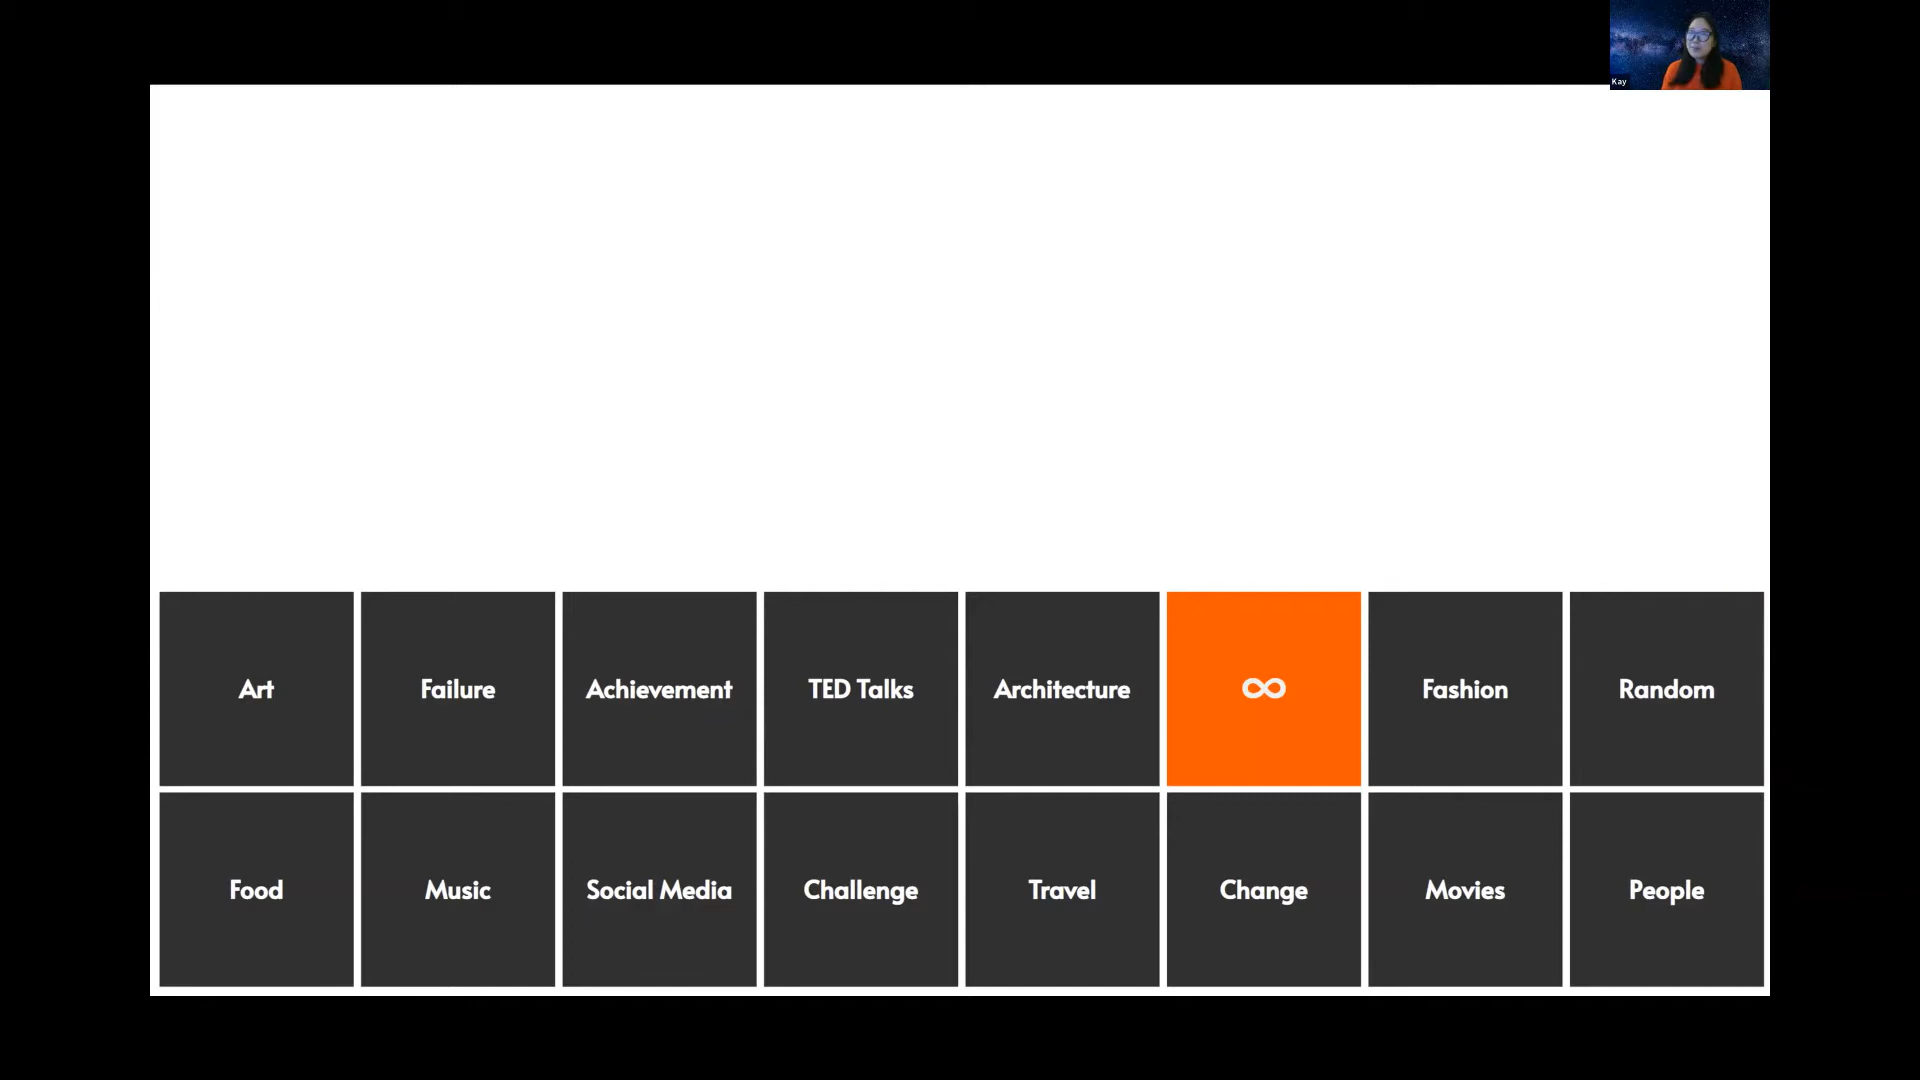 Kay
Art
Failure
Achievement
TED Talks
Architecture
∞
Fashion
Random
Food
Music
Social Media
Challenge
Travel
Change
Movies
People